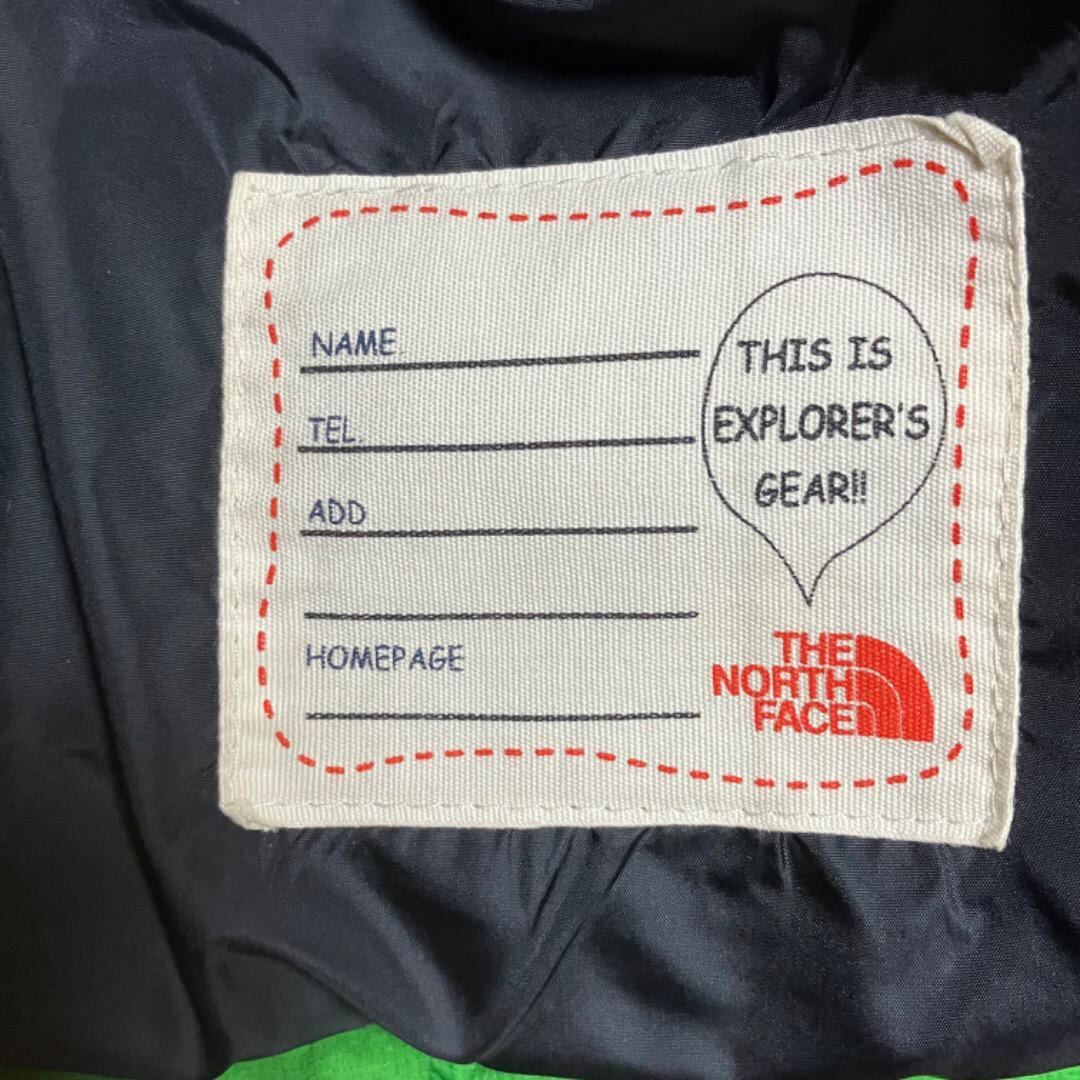 NAME
TEL
ADD
HOMEPAGE
THIS IS
EXPLORER'S
GEAR!!
THE
NORTH
FACE